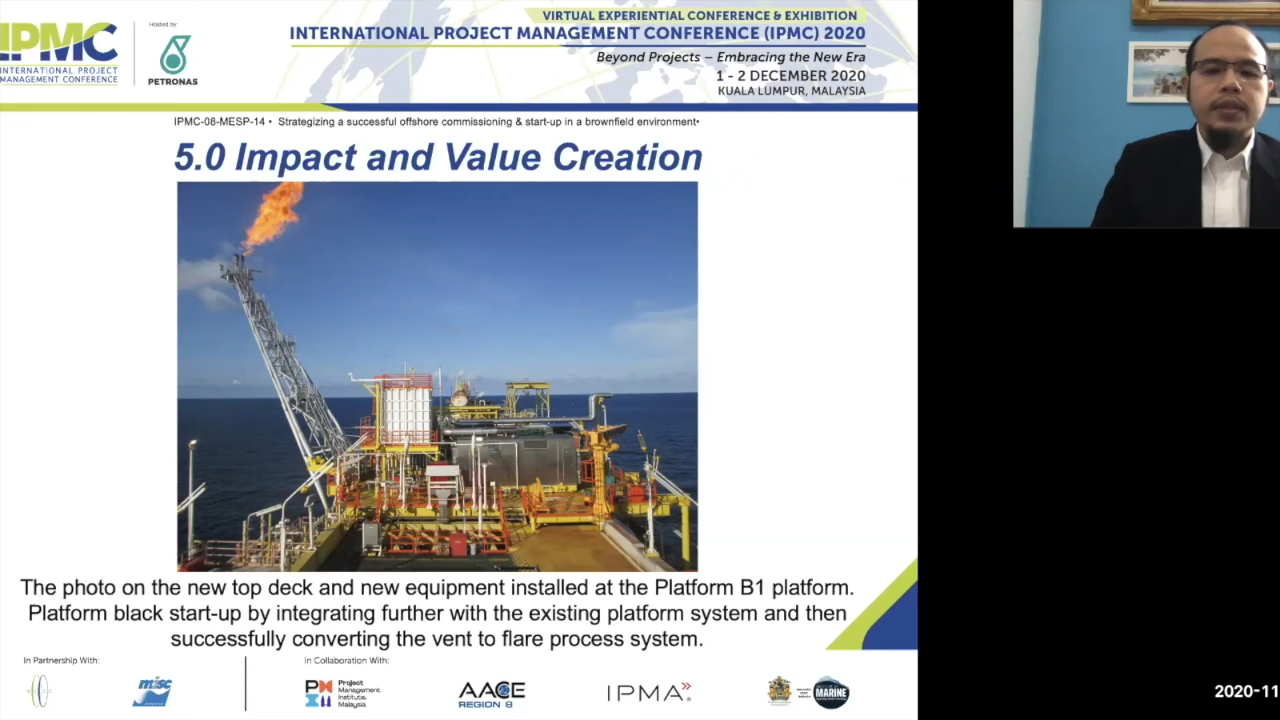 VIRTUAL EXPERIENTIAL CONFERENCE & EXHIBITION
INTERNATIONAL PROJECT MANAGEMENT CONFERENCE (IPMC) 2020
Beyond Projects – Embracing the New Era
1 - 2 DECEMBER 2020
KUALA LUMPUR, MALAYSIA
IPMC
INTERNATIONAL PROJECT
MANAGEMENT CONFERENCE
Hosted by:
PETRONAS
IPMC-08-MESP-14 • Strategizing a successful offshore commissioning & start-up in a brownfield environment•
5.0 Impact and Value Creation
The photo on the new top deck and new equipment installed at the Platform B1 platform.
Platform black start-up by integrating further with the existing platform system and then
successfully converting the vent to flare process system.
In Partnership With:
misc
In Collaboration With:
Project
Management
Institute,
Malaysia
AACE
REGION 8
IPMA
MARINE
2020-11